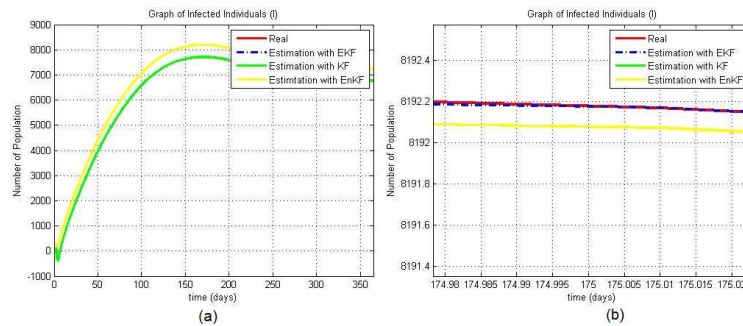 Graph of Infected Individuals (I)
9000
8000
7000
6000
5000
4000
3000
2000
1000
0
-1000
Number of Population
Real
Estimation with EKF
Estimation with KF
Estimtation with EnKF
0 50 100 150 200 250 300 350
time (days)
(a)
Graph of Infected Individuals (I)
8192.4
8192.2
8192
8191.8
8191.6
8191.4
Number of Population
Real
Estimation with EKF
Estimation with KF
Estimtation with EnKF
174.98 174.985 174.99 174.995 175 175.005 175.01 175.015 175.02
time (days)
(b)